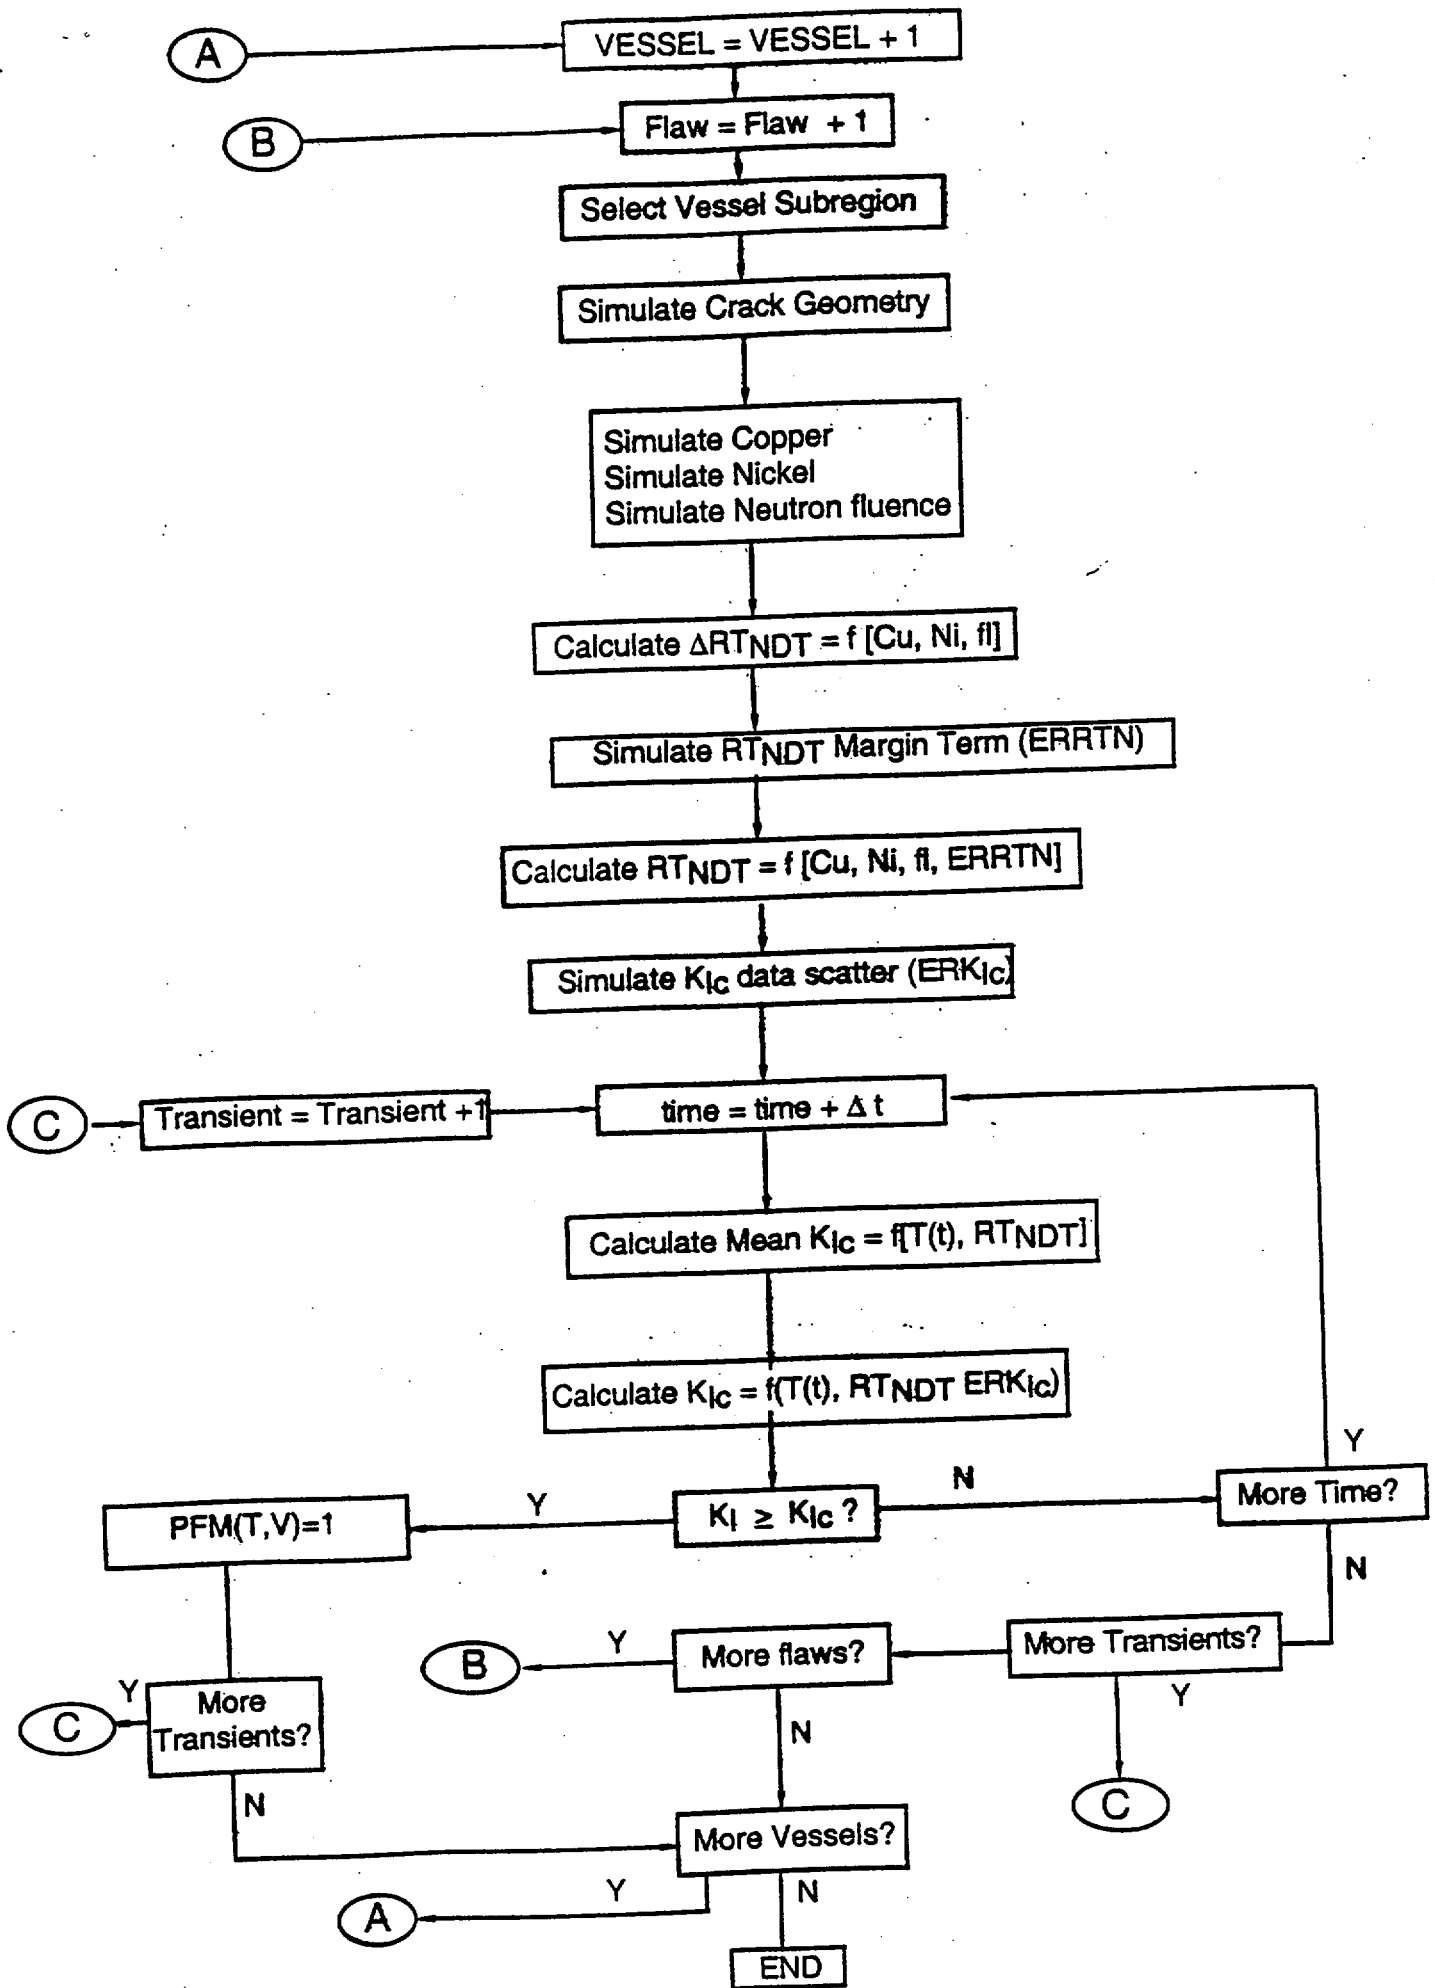 A
VESSEL = VESSEL + 1
B
Flaw = Flaw + 1
Select Vessel Subregion
Simulate Crack Geometry
Simulate Copper
Simulate Nickel
Simulate Neutron fluence
Calculate ΔRTNDT = f [Cu, Ni, fl]
Simulate RTNDT Margin Term (ERRTN)
Calculate RTNDT = f [Cu, Ni, fl, ERRTN]
Simulate KIc data scatter (ERKIc)
C
Transient = Transient +1
time = time + Δ t
Calculate Mean KIc = f[T(t), RTNDT]
Calculate KIc = f(T(t), RTNDT ERKIc)
Y
N
More Time?
PFM(T,V)=1
Y
KI ≥ KIc ?
N
B
Y
More flaws?
More Transients?
Y
C
Y
More
Transients?
N
N
C
More Vessels?
A
Y
N
END